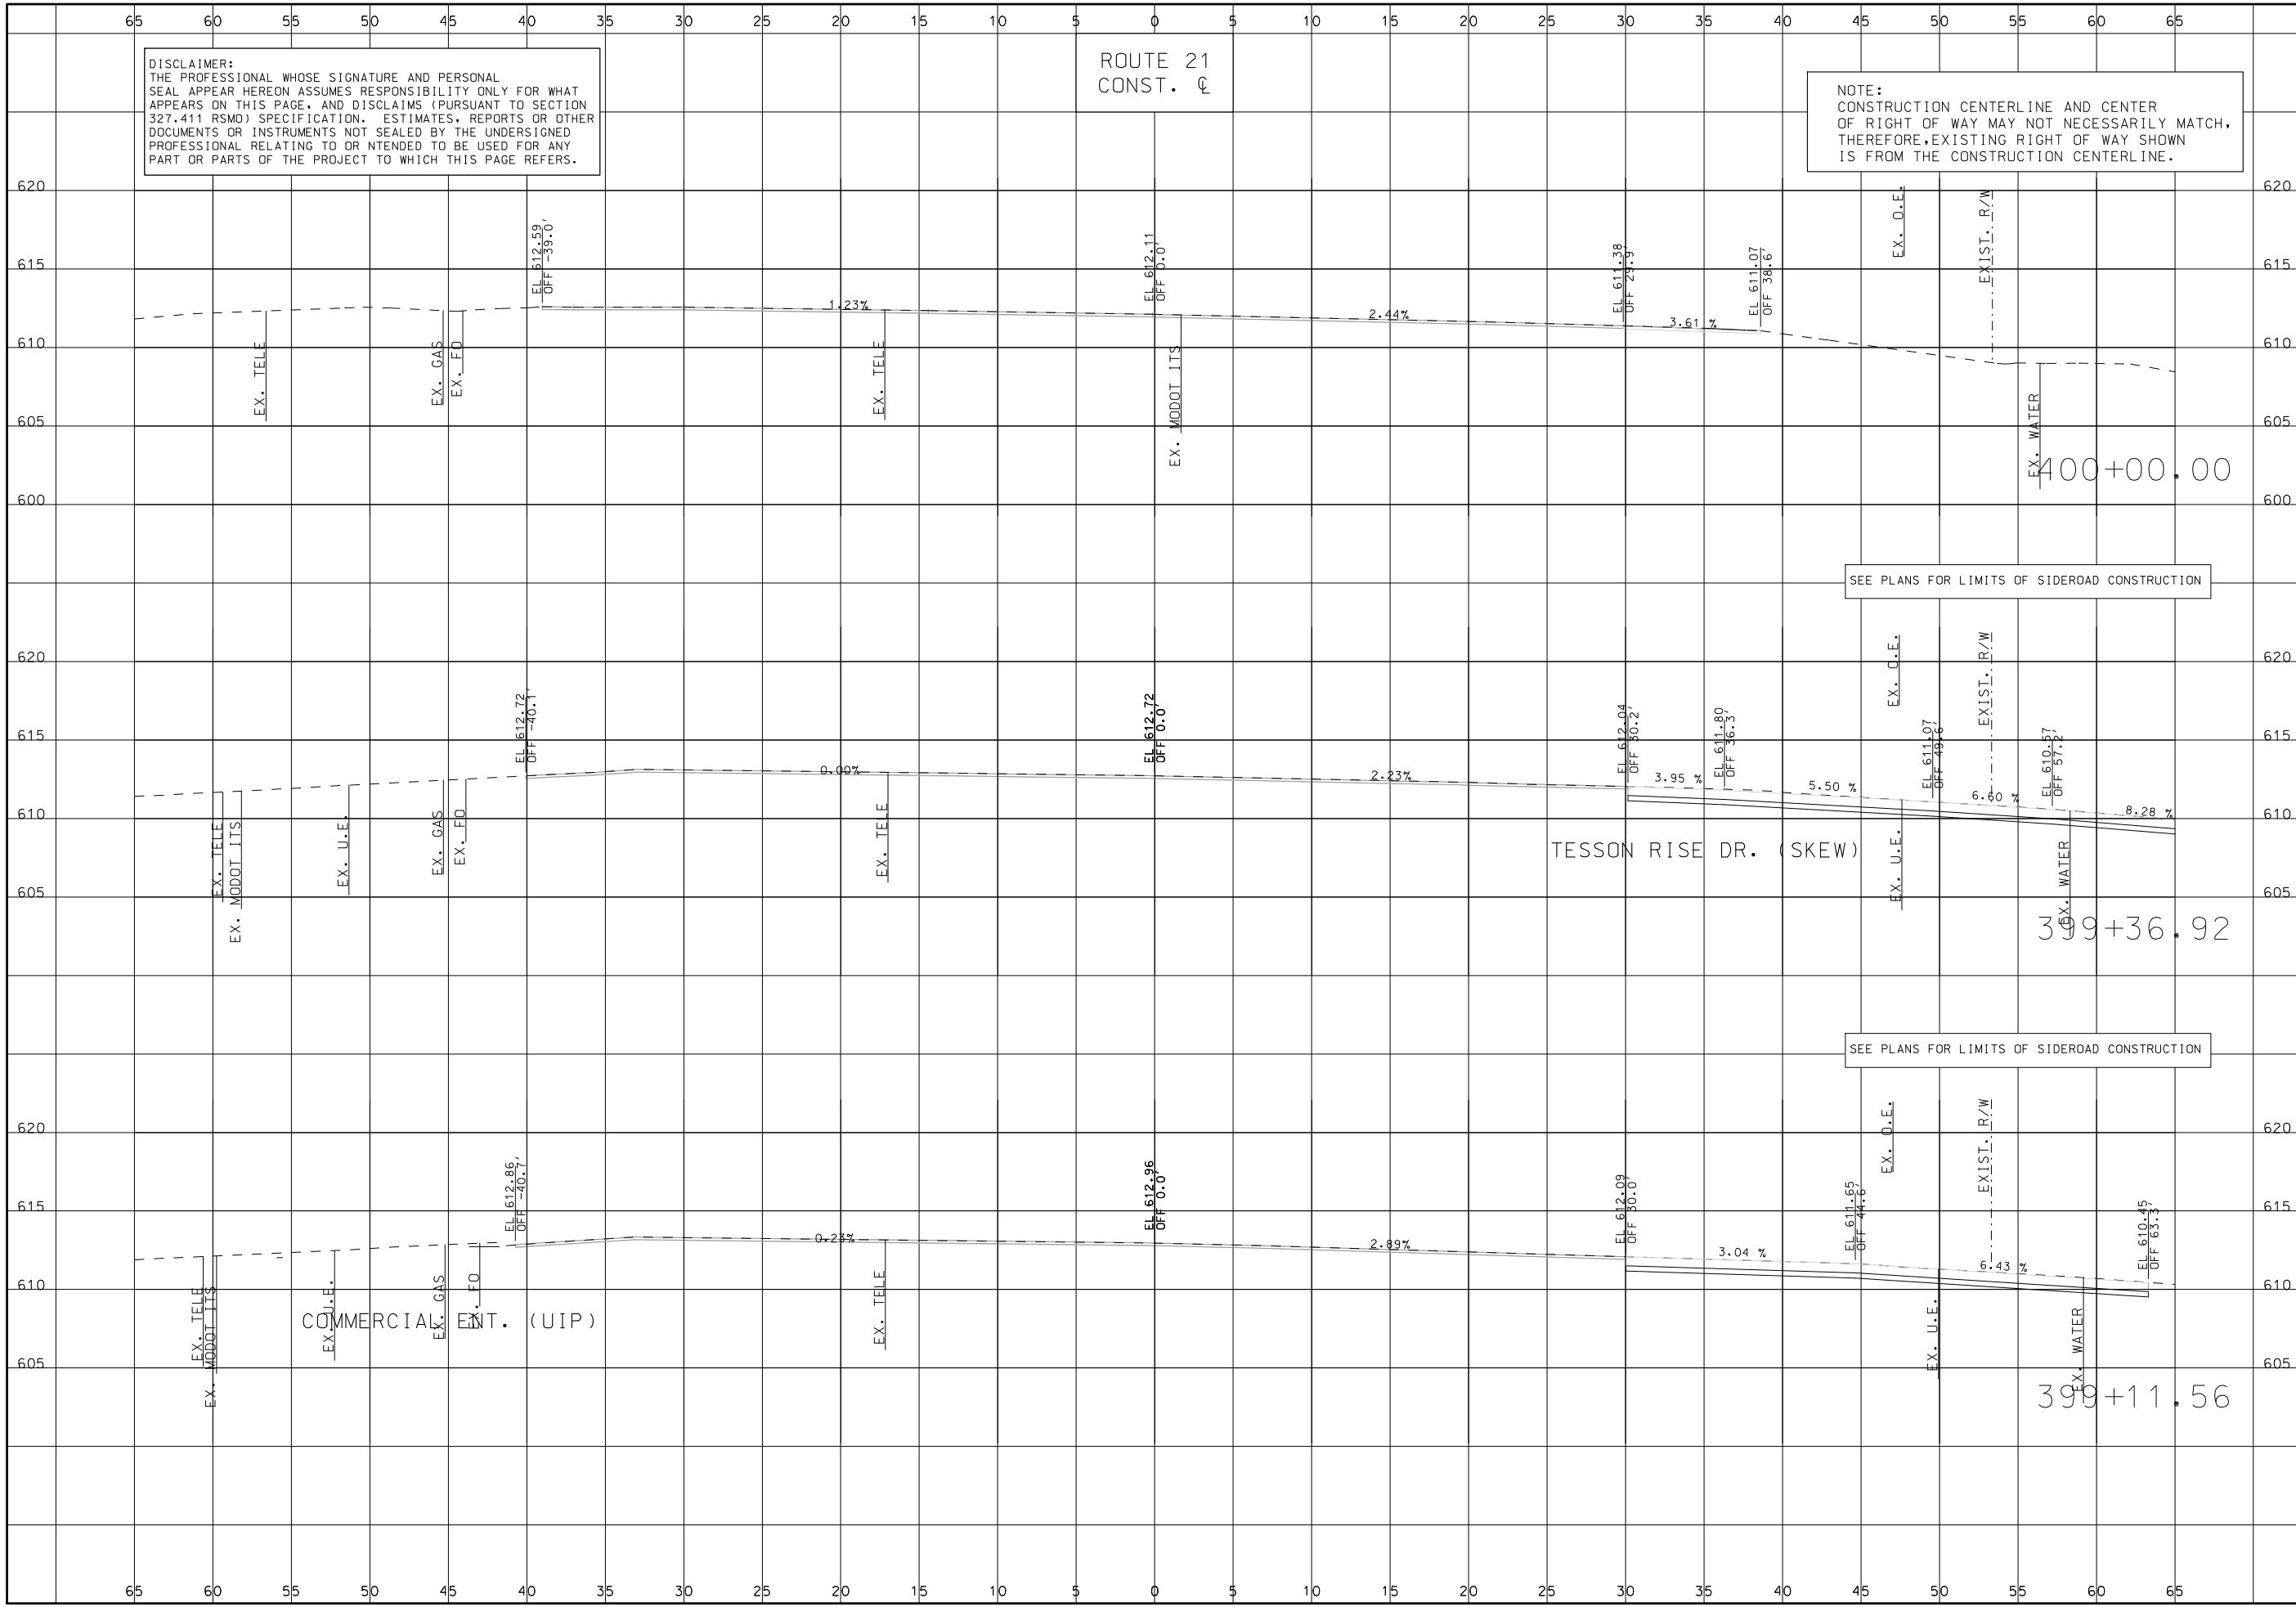 65 60 55 50 45 40 35 30 25 20 15 10 5 0 5 10 15 20 25 30 35 40 45 50 55 60 65
DISCLAIMER:
THE PROFESSIONAL WHOSE SIGNATURE AND PERSONAL
SEAL APPEAR HEREON ASSUMES RESPONSIBILITY ONLY FOR WHAT
APPEARS ON THIS PAGE, AND DISCLAIMS (PURSUANT TO SECTION
327.411 RSMO) SPECIFICATION. ESTIMATES, REPORTS OR OTHER
DOCUMENTS OR INSTRUMENTS NOT SEALED BY THE UNDERSIGNED
PROFESSIONAL RELATING TO OR NTENDED TO BE USED FOR ANY
PART OR PARTS OF THE PROJECT TO WHICH THIS PAGE REFERS.
ROUTE 21
CONST. ℄
NOTE:
CONSTRUCTION CENTERLINE AND CENTER
OF RIGHT OF WAY MAY NOT NECESSARILY MATCH,
THEREFORE,EXISTING RIGHT OF WAY SHOWN
IS FROM THE CONSTRUCTION CENTERLINE.
620 620
615 615
610 610
605 605
600 600
EL 612.59
OFF -39.0'
EL 612.11
OFF 0.0'
EL 611.38
OFF 29.9'
EL 611.07
OFF 38.6'
EX. O.E.
EXIST. R/W
1.23%
2.44%
3.61 %
EX. TELE
EX. GAS
EX. FO
EX. TELE
EX. MODOT ITS
EX. WATER
400+00.00
SEE PLANS FOR LIMITS OF SIDEROAD CONSTRUCTION
620 620
615 615
610 610
605 605
EL 612.72
OFF -40.1'
EL 612.72
OFF 0.0'
EL 612.04
OFF 30.2'
EL 611.80
OFF 36.3'
EX. O.E.
EL 611.07
OFF 49.6'
EXIST. R/W
EL 610.57
OFF 57.2'
0.00%
2.23%
3.95 %
5.50 %
6.60 %
8.28 %
EX. TELE
EX. MODOT ITS
EX. U.E.
EX. GAS
EX. FO
EX. TELE
TESSON RISE DR. (SKEW)
EX. U.E.
EX. WATER
399+36.92
SEE PLANS FOR LIMITS OF SIDEROAD CONSTRUCTION
620 620
615 615
610 610
605 605
EL 612.86
OFF -40.7'
EL 612.96
OFF 0.0'
EL 612.09
OFF 30.0'
EL 611.65
OFF 44.6'
EX. O.E.
EXIST. R/W
EL 610.45
OFF 63.3'
0.23%
2.89%
3.04 %
6.43 %
EX. TELE
EX. MODOT ITS
EX. U.E.
EX. GAS
EX. FO
COMMERCIAL ENT. (UIP)
EX. TELE
EX. U.E.
EX. WATER
399+11.56
65 60 55 50 45 40 35 30 25 20 15 10 5 0 5 10 15 20 25 30 35 40 45 50 55 60 65